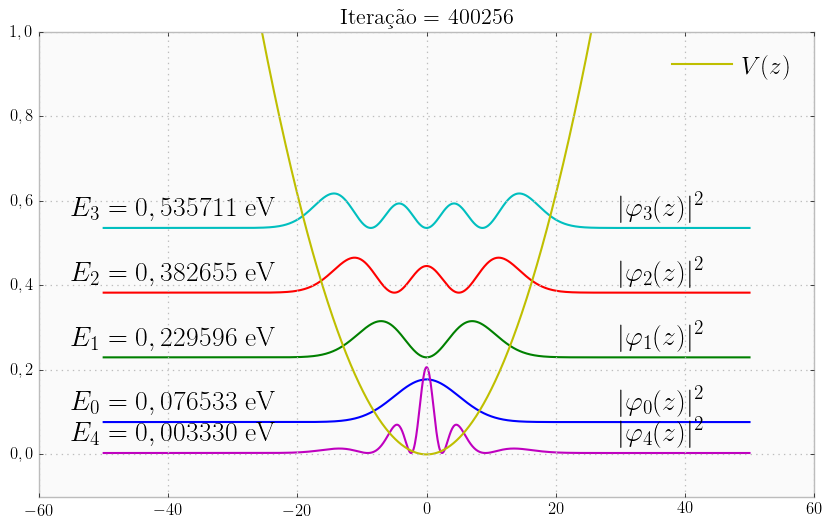 Iteração = 400256
1,0
0,8
0,6
0,4
0,2
0,0
V(z)
E₃ = 0,535711 eV |φ₃(z)|²
E₂ = 0,382655 eV |φ₂(z)|²
E₁ = 0,229596 eV |φ₁(z)|²
E₀ = 0,076533 eV |φ₀(z)|²
E₄ = 0,003330 eV |φ₄(z)|²
−60 −40 −20 0 20 40 60